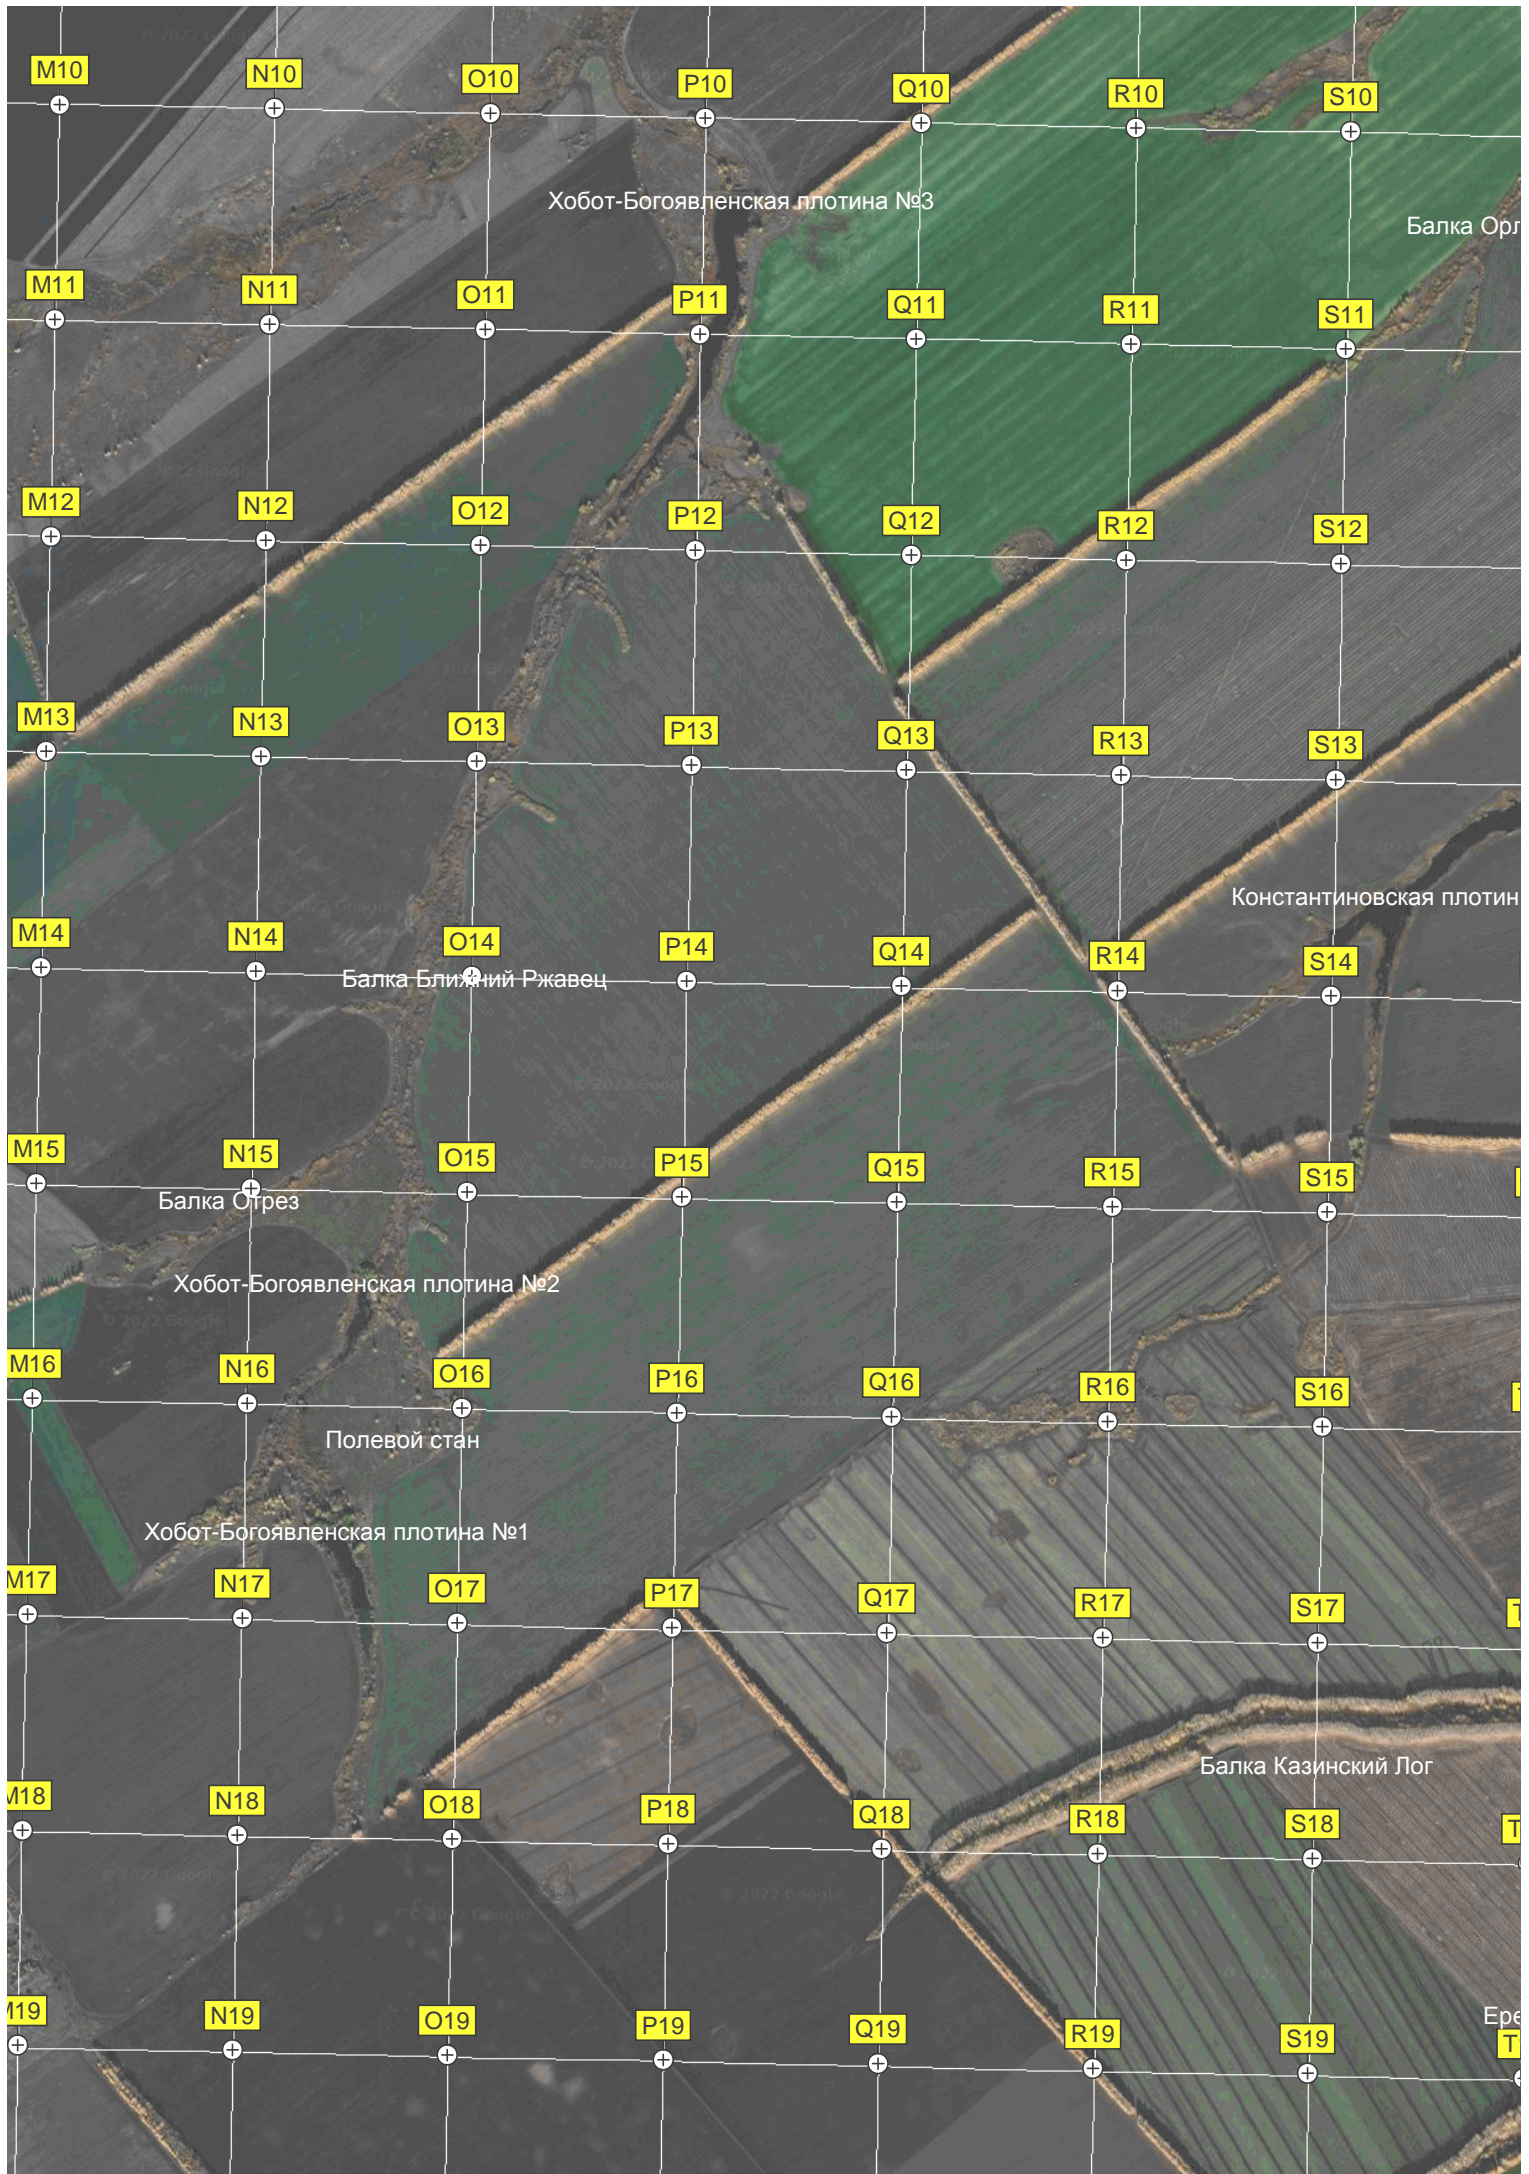 M10 N10 O10 P10 Q10 R10 S10
Хобот-Богоявленская плотина №3
Балка Орл
M11 N11 O11 P11 Q11 R11 S11
M12 N12 O12 P12 Q12 R12 S12
M13 N13 O13 P13 Q13 R13 S13
Константиновская плотин
M14 N14 O14 P14 Q14 R14 S14
Балка Ближний Ржавец
M15 N15 O15 P15 Q15 R15 S15
Балка Отрез
Хобот-Богоявленская плотина №2
M16 N16 O16 P16 Q16 R16 S16
Полевой стан
Хобот-Богоявленская плотина №1
M17 N17 O17 P17 Q17 R17 S17
Балка Казинский Лог
M18 N18 O18 P18 Q18 R18 S18
Ере
M19 N19 O19 P19 Q19 R19 S19